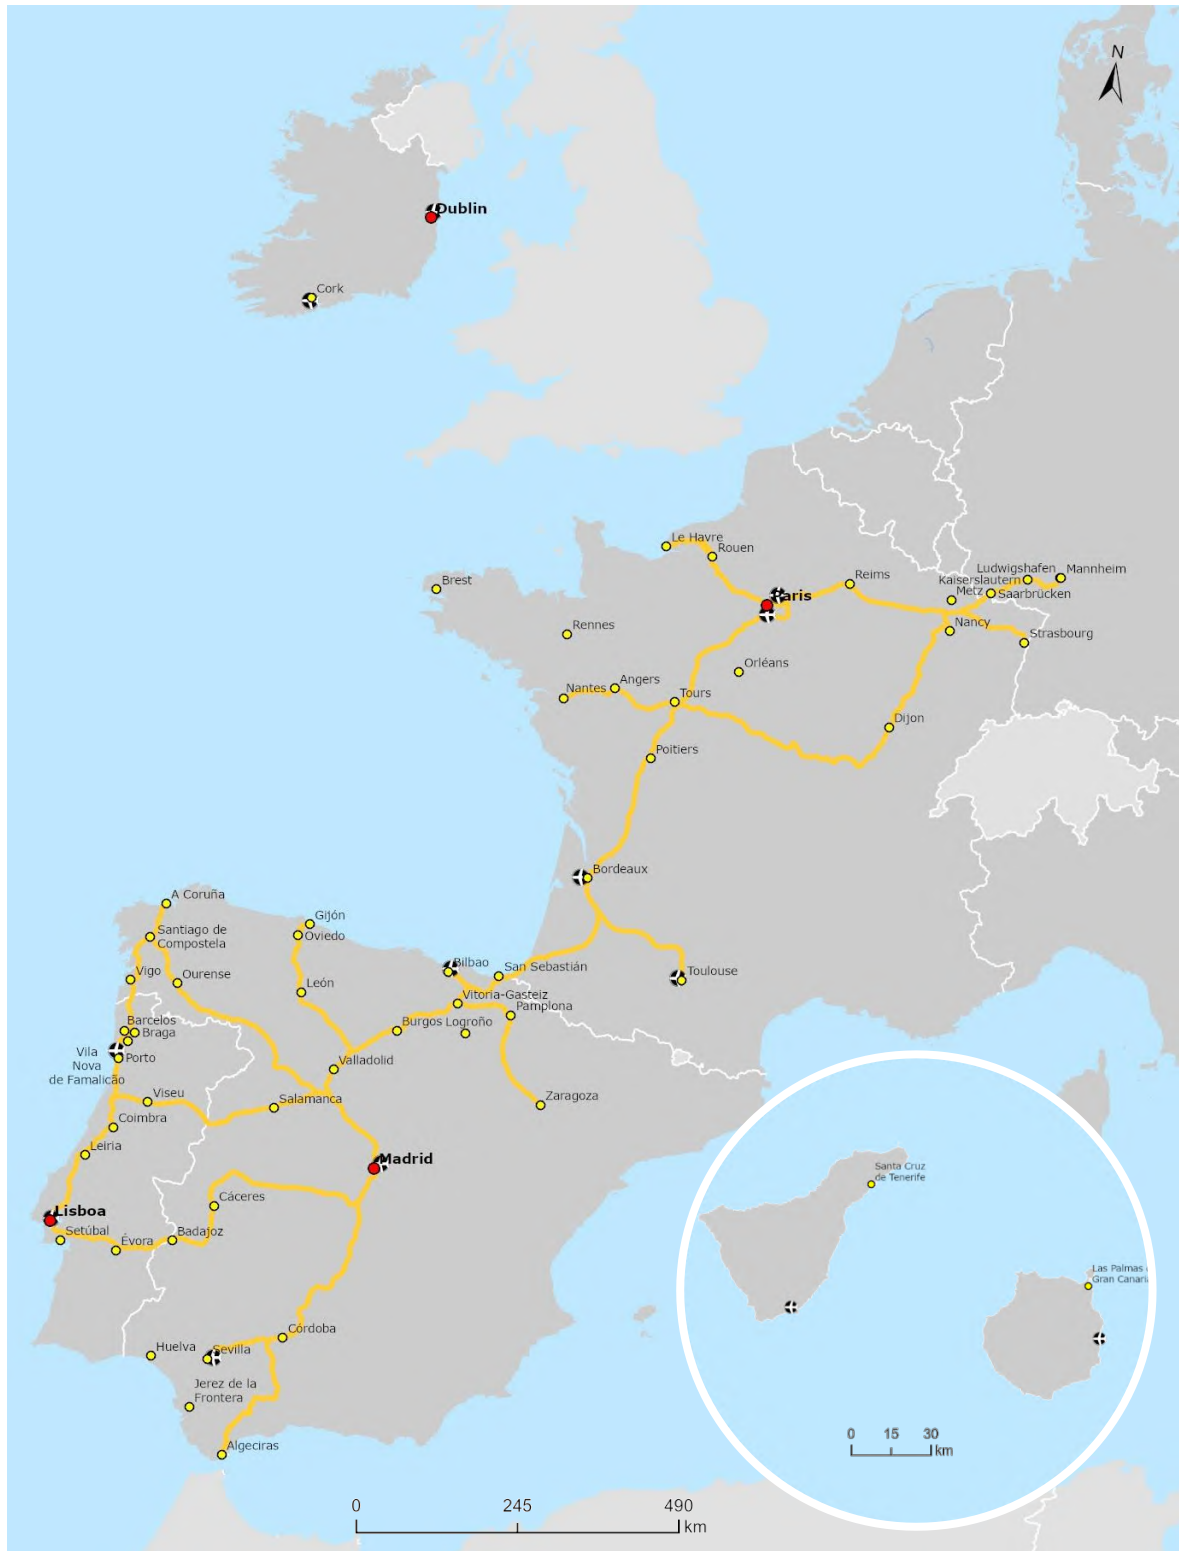 N
Dublin
Cork
Le Havre
Rouen
Brest
Reims
Ludwigshafen
Mannheim
Kaiserslautern
Metz
Saarbrücken
aris
Rennes
Nancy
Strasbourg
Orléans
Nantes
Angers
Tours
Dijon
Poitiers
Bordeaux
A Coruña
Gijón
Santiago de
Compostela
Oviedo
Bilbao
San Sebastián
Toulouse
Vigo
Ourense
León
Vitoria-Gasteiz
Pamplona
Barcelos
Braga
Burgos
Logroño
Vila
Nova
de Famalicão
Porto
Valladolid
Viseu
Salamanca
Zaragoza
Coimbra
Leiria
Madrid
Santa Cruz
de Tenerife
Cáceres
Lisboa
Setúbal
Évora
Badajoz
Las Palmas
Gran Canari
Córdoba
Huelva
Sevilla
Jerez de la
Frontera
Algeciras
0 15 30
km
0 245 490
km